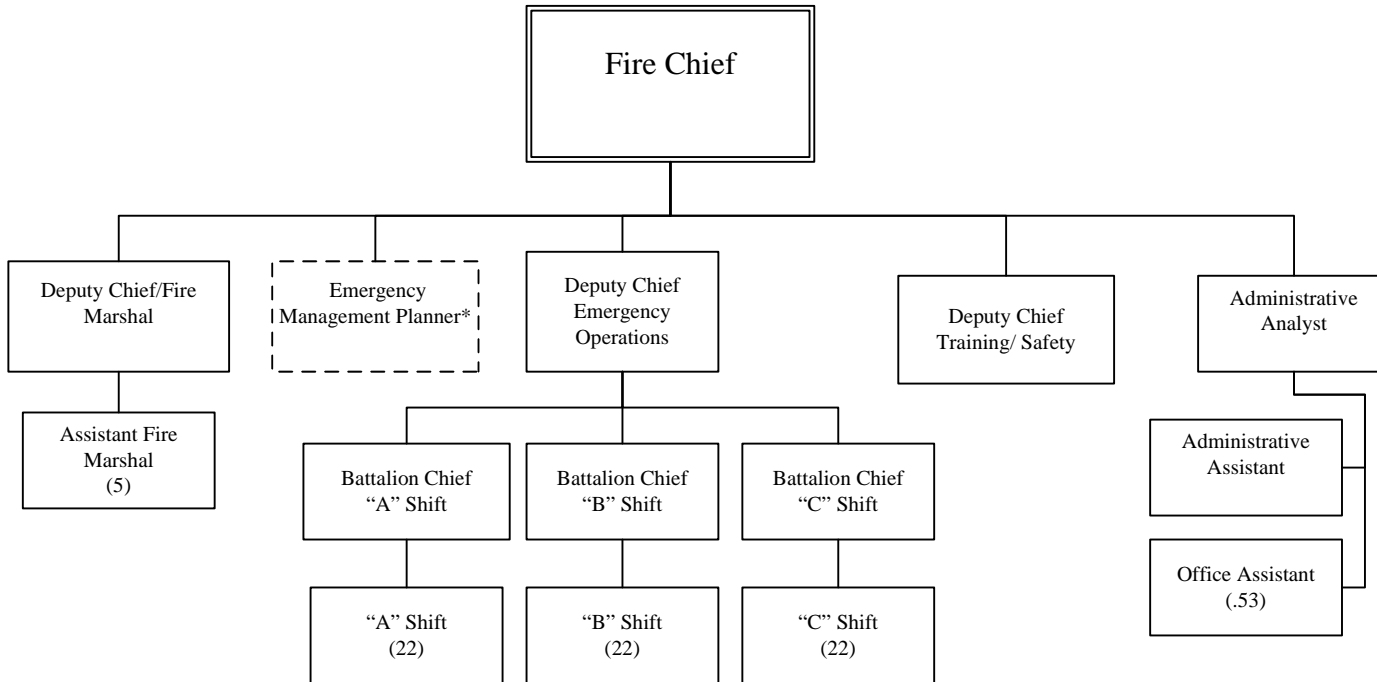 Fire Chief
Deputy Chief/Fire
Marshal
Emergency
Management Planner*
Deputy Chief
Emergency
Operations
Deputy Chief
Training/ Safety
Administrative
Analyst
Assistant Fire
Marshal
(5)
Battalion Chief
“A” Shift
Battalion Chief
“B” Shift
Battalion Chief
“C” Shift
Administrative
Assistant
“A” Shift
(22)
“B” Shift
(22)
“C” Shift
(22)
Office Assistant
(.53)